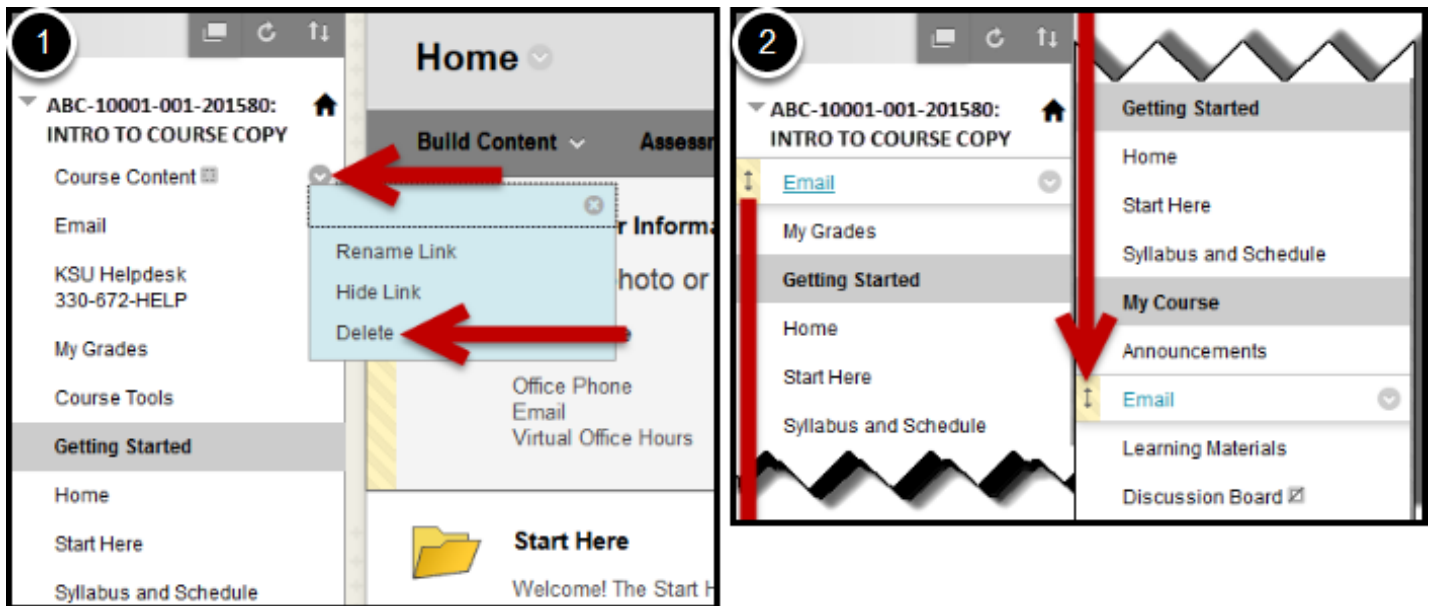 1
ABC-10001-001-201580:
INTRO TO COURSE COPY
Course Content
Email
KSU Helpdesk
330-672-HELP
My Grades
Course Tools
Getting Started
Home
Start Here
Syllabus and Schedule
Home
Build Content
Rename Link
Hide Link
Delete
hoto or
Office Phone
Email
Virtual Office Hours
Start Here
Welcome! The Start
2
ABC-10001-001-201580:
INTRO TO COURSE COPY
Email
My Grades
Getting Started
Home
Start Here
Syllabus and Schedule
Getting Started
Home
Start Here
Syllabus and Schedule
My Course
Announcements
Email
Learning Materials
Discussion Board